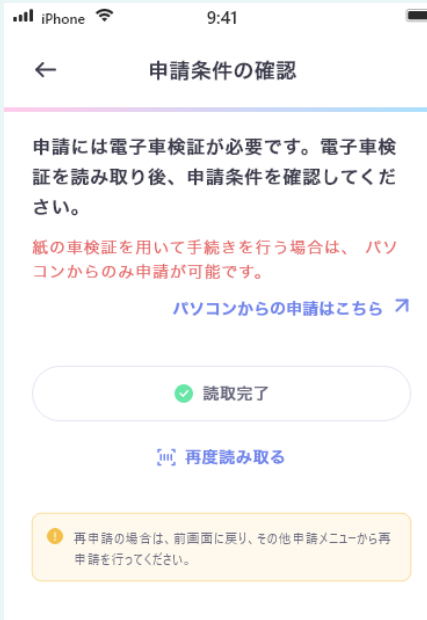 iPhone 9:41
申請条件の確認
申請には電子車検証が必要です。電子車検
証を読み取り後、申請条件を確認してくだ
さい。
紙の車検証を用いて手続きを行う場合は、 パソ
コンからのみ申請が可能です。
パソコンからの申請はこちら
読取完了
再度読み取る
再申請の場合は、前画面に戻り、その他申請メニューから再
申請を行ってください。